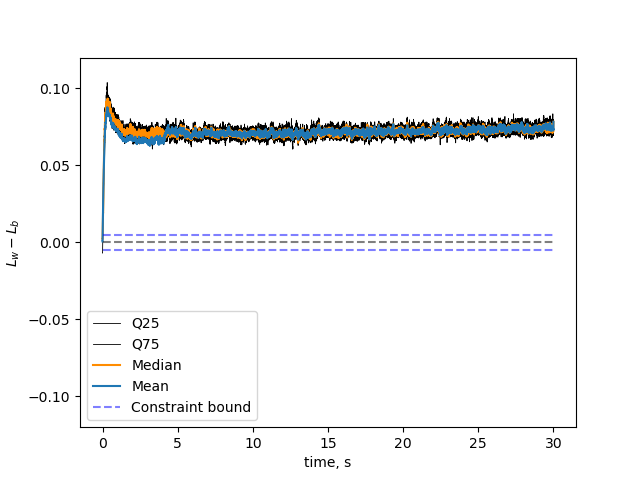 0.10
0.05
0.00
−0.05
−0.10
L_w − L_b
Q25
Q75
Median
Mean
Constraint bound
0 5 10 15 20 25 30
time, s